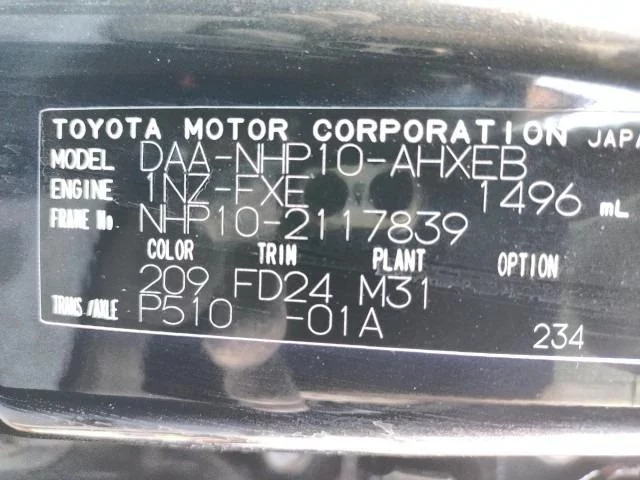 TOYOTA MOTOR CORPORATION JAPA
MODEL DAA-NHP10-AHXEB
ENGINE 1NZ-FXE 1496 mL
FRAME No NHP10-2117839
COLOR TRIM PLANT OPTION
209 FD24 M31
TRANS./AXLE P510 -01A
234